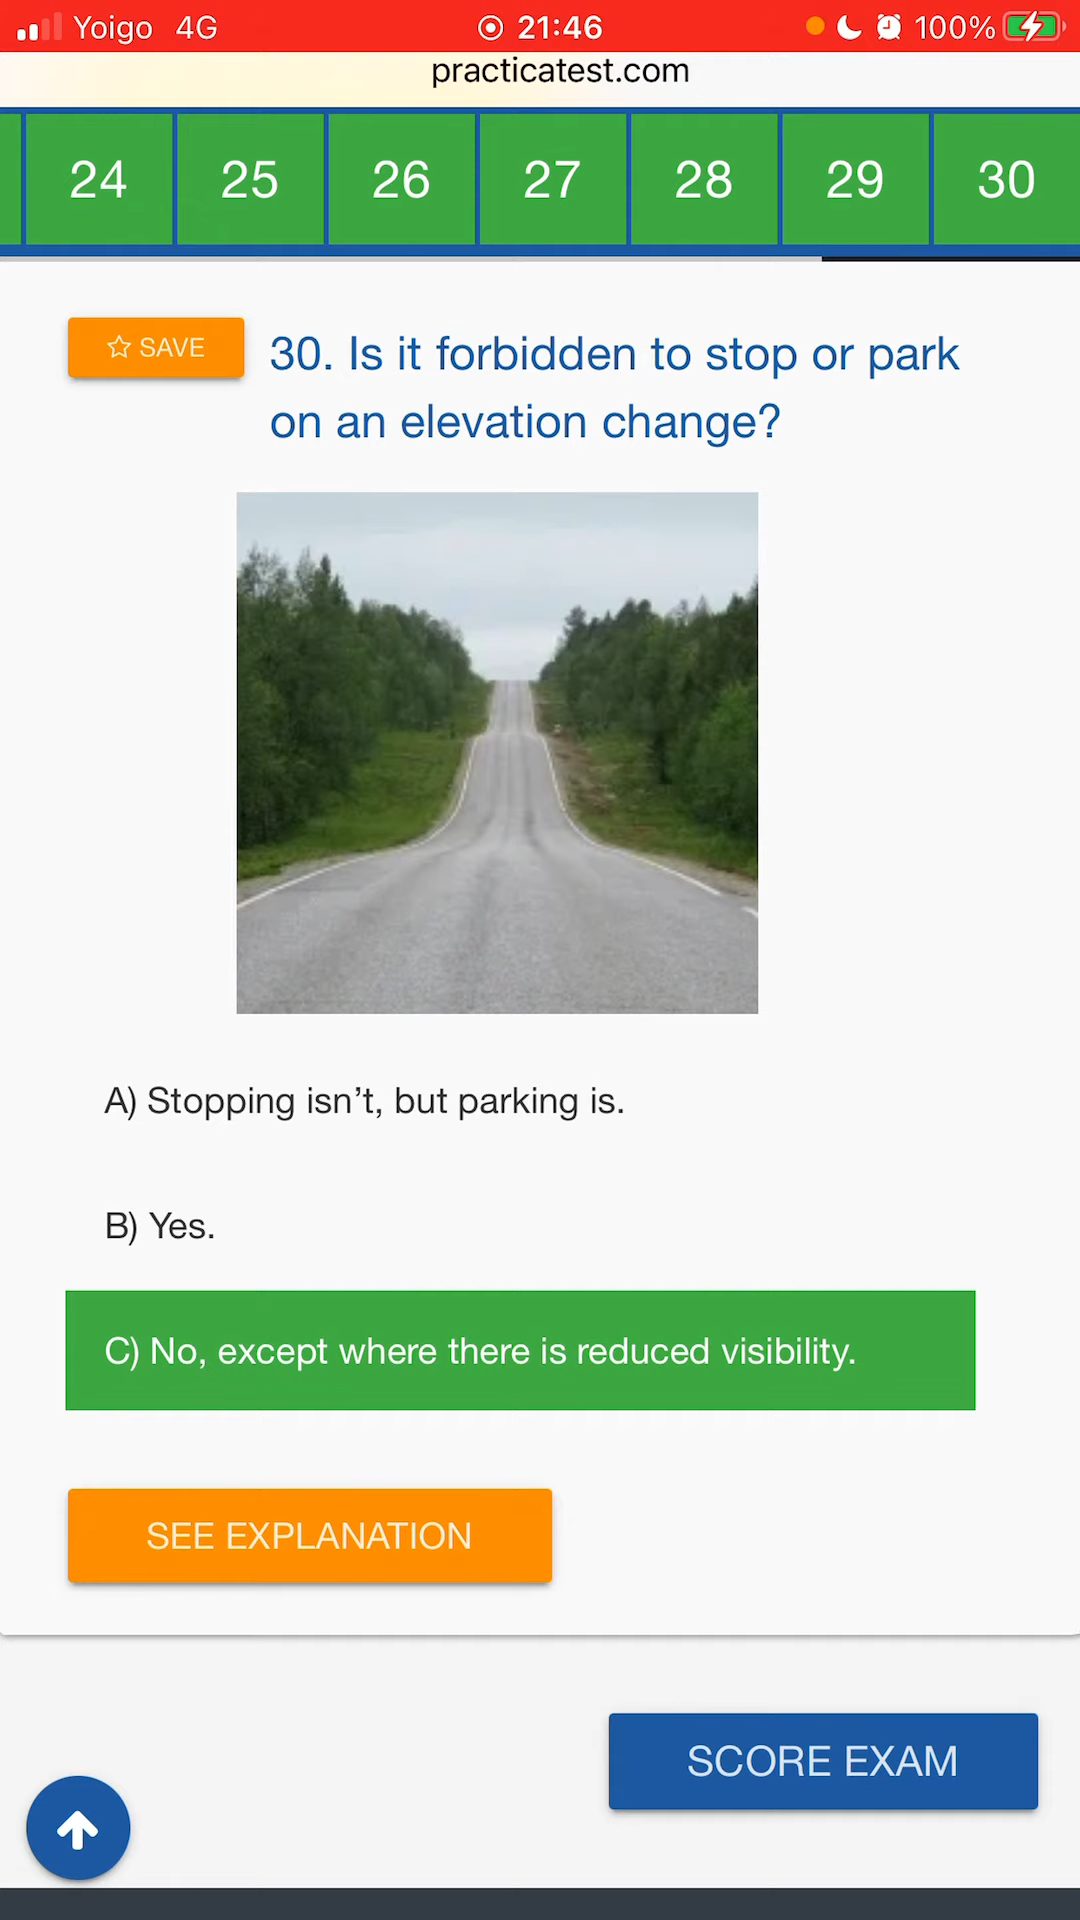 Yoigo 4G 21:46 100%
practicatest.com
24 25 26 27 28 29 30
SAVE
30. Is it forbidden to stop or park
on an elevation change?
A) Stopping isn’t, but parking is.
B) Yes.
C) No, except where there is reduced visibility.
SEE EXPLANATION
SCORE EXAM